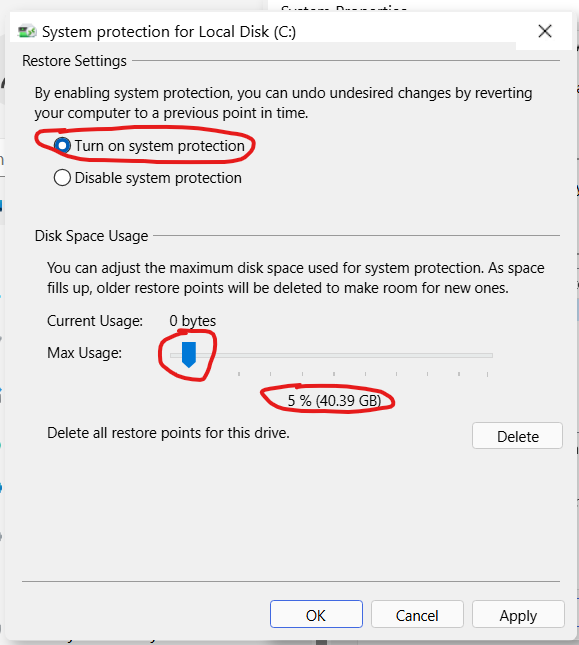 System Properties
System protection for Local Disk (C:)
Restore Settings
By enabling system protection, you can undo undesired changes by reverting
your computer to a previous point in time.
Turn on system protection
Disable system protection
Disk Space Usage
You can adjust the maximum disk space used for system protection. As space
fills up, older restore points will be deleted to make room for new ones.
Current Usage: 0 bytes
Max Usage:
5 % (40.39 GB)
Delete all restore points for this drive.
Delete
OK Cancel Apply